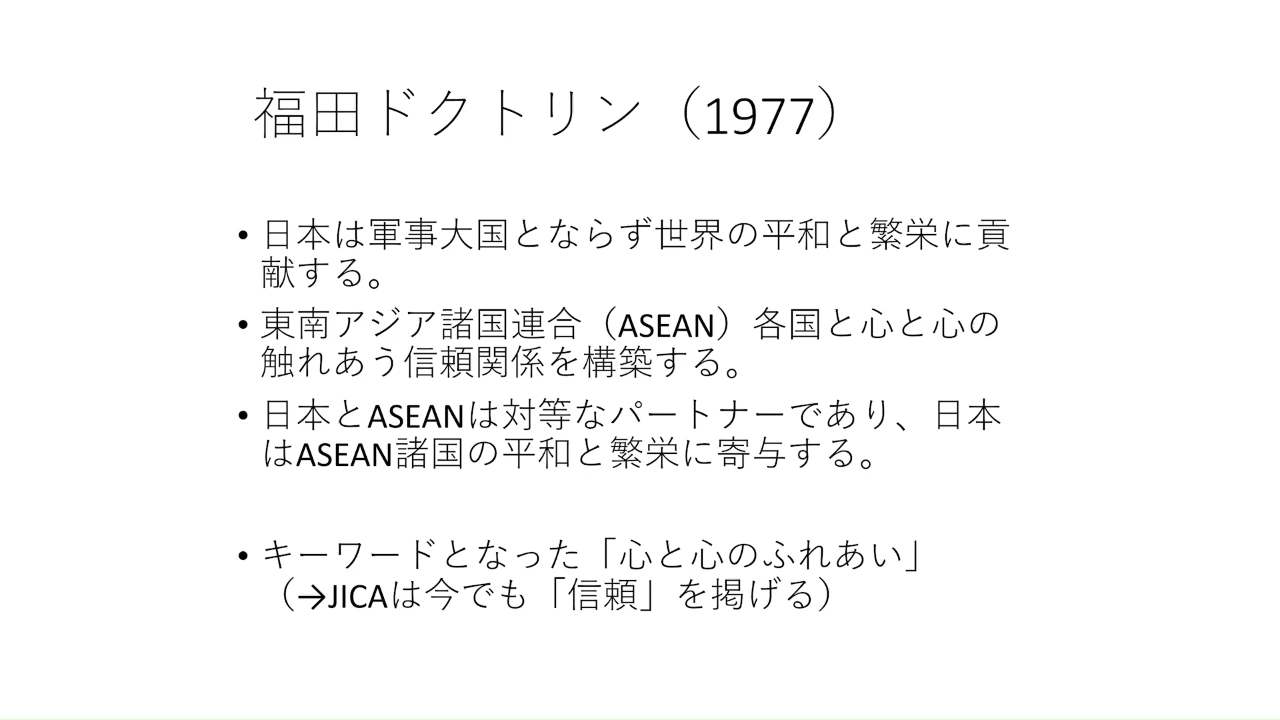 福田ドクトリン（1977）
• 日本は軍事大国とならず世界の平和と繁栄に貢
献する。
• 東南アジア諸国連合（ASEAN）各国と心と心の
触れあう信頼関係を構築する。
• 日本とASEANは対等なパートナーであり、日本
はASEAN諸国の平和と繁栄に寄与する。
• キーワードとなった「心と心のふれあい」
（→JICAは今でも「信頼」を掲げる）